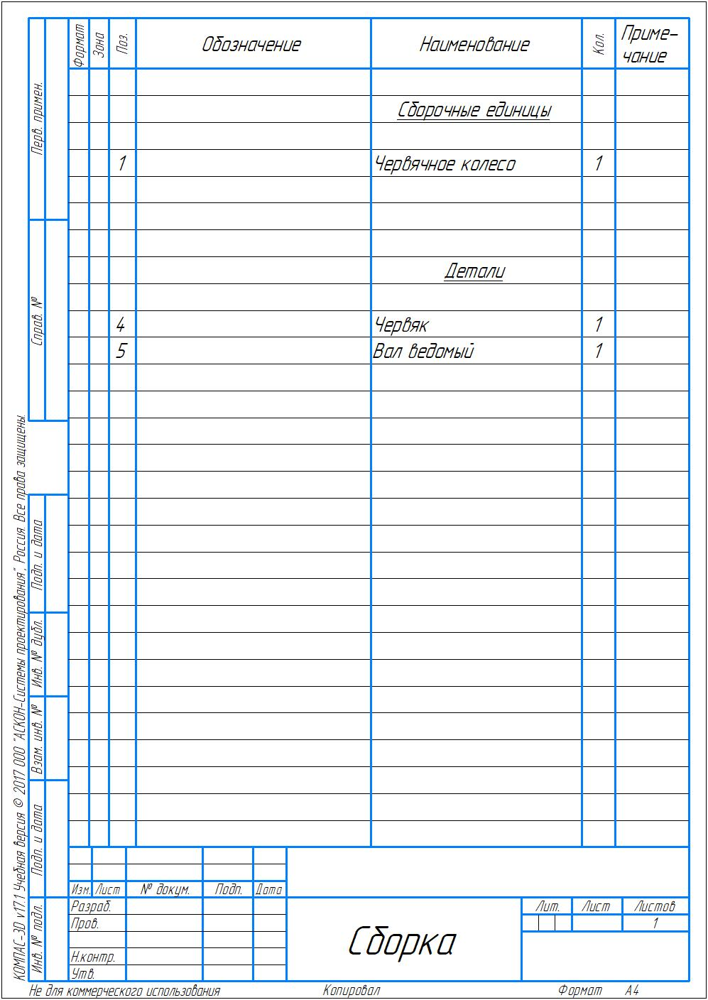 Формат
Зона
Поз.
Обозначение
Наименование
Кол.
Приме-
чание
Сборочные единицы
1 Червячное колесо 1
Детали
4 Червяк 1
5 Вал ведомый 1
Перв. примен.
Справ. №
Подп. и дата
Инв. № дубл.
Взам. инв. №
Подп. и дата
Инв. № подл.
КОМПАС-3D v17.1 Учебная версия © 2017 ООО "АСКОН-Системы проектирования", Россия. Все права защищены.
Изм. Лист № докум. Подп. Дата
Разраб.
Пров.
Н.контр.
Утв.
Сборка
Лит. Лист Листов
1
Не для коммерческого использования Копировал Формат А4